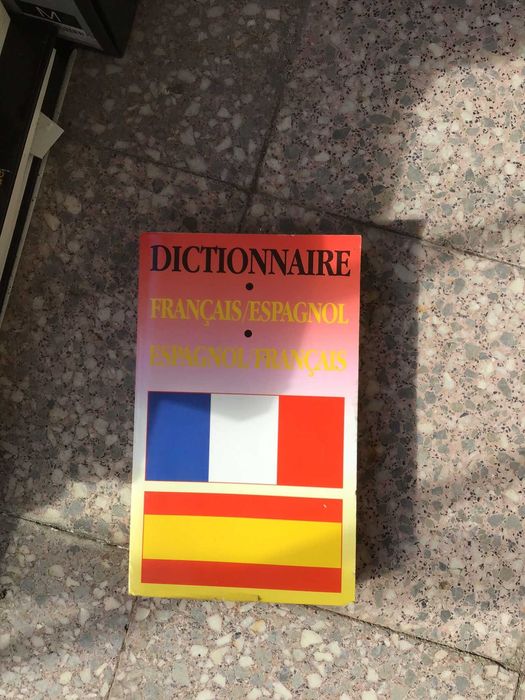 M
DICTIONNAIRE
•
FRANÇAIS/ESPAGNOL
•
ESPAGNOL/FRANÇAIS